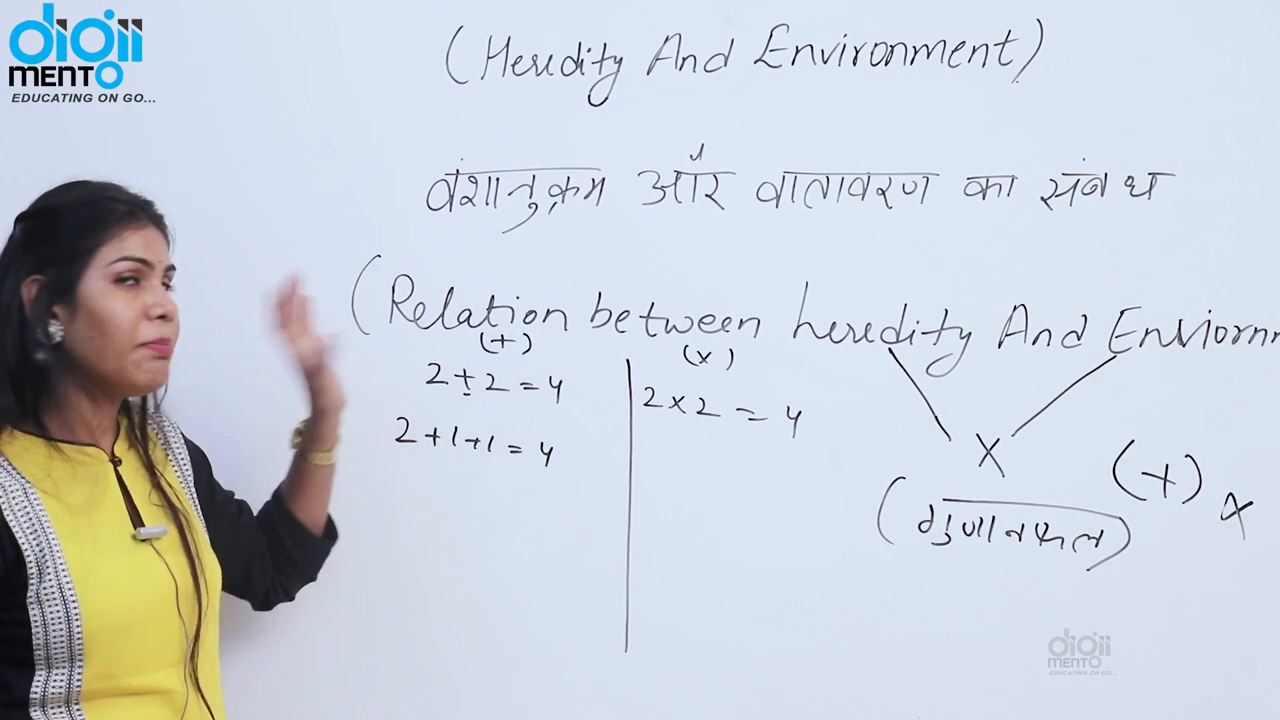 digii
MENTO
EDUCATING ON GO...
(Heredity And Environment)
वंशानुक्रम और वातावरण का संबंध
(Relation between heredity And Enviornm
(+)
2+2=4
2+1+1=4
(x)
2x2=4
x
(गुणनफल)
(+) x
digii
MENTO
EDUCATING ON GO...